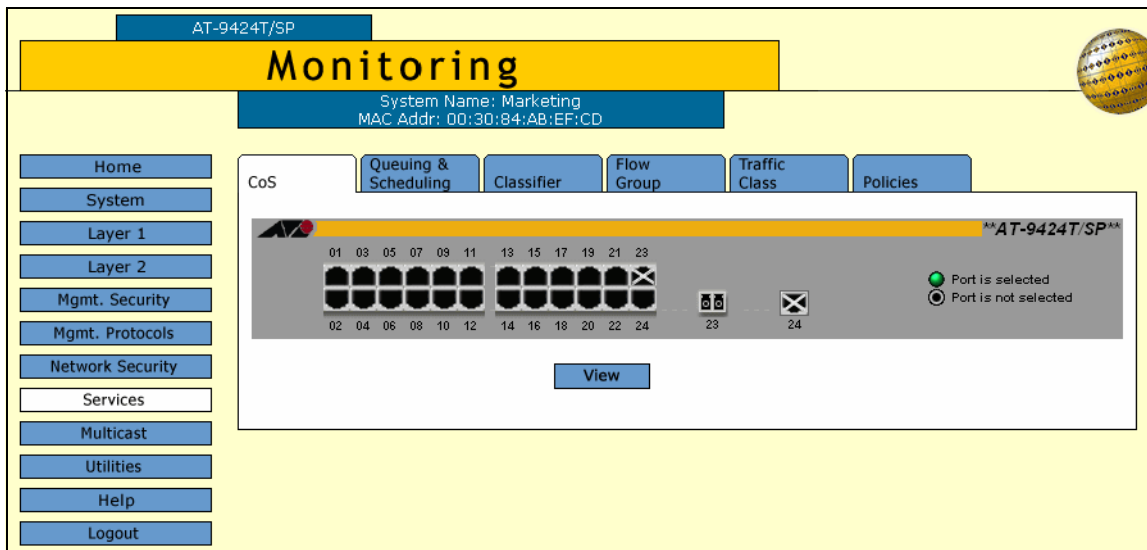 AT-9424T/SP
Monitoring
System Name: Marketing
MAC Addr: 00:30:84:AB:EF:CD
Home
System
Layer 1
Layer 2
Mgmt. Security
Mgmt. Protocols
Network Security
Services
Multicast
Utilities
Help
Logout
CoS
Queuing &
Scheduling
Classifier
Flow
Group
Traffic
Class
Policies
**AT-9424T/SP**
01 03 05 07 09 11 13 15 17 19 21 23
02 04 06 08 10 12 14 16 18 20 22 24 23 24
Port is selected
Port is not selected
View